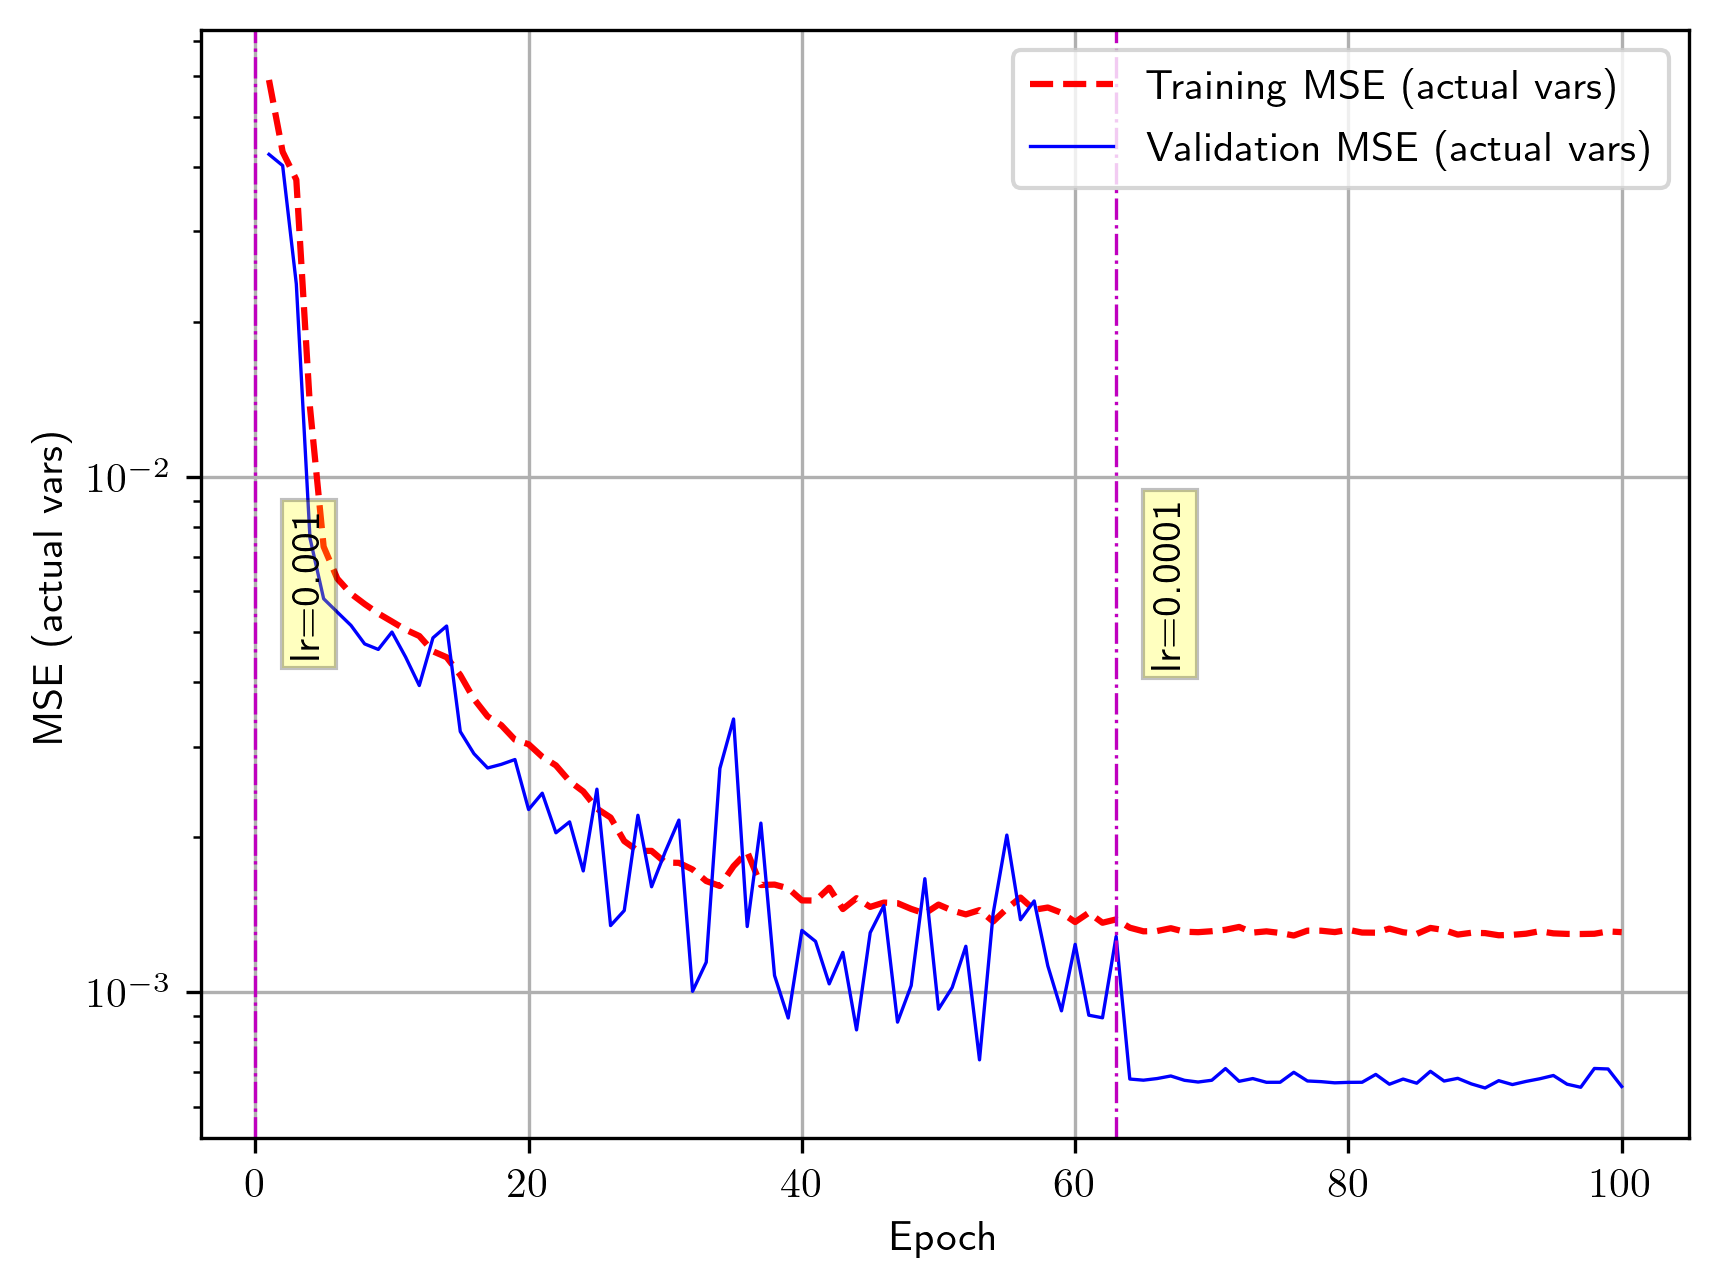 Training MSE (actual vars)
Validation MSE (actual vars)
MSE (actual vars)
10⁻²
10⁻³
lr=0.001
lr=0.0001
0 20 40 60 80 100
Epoch